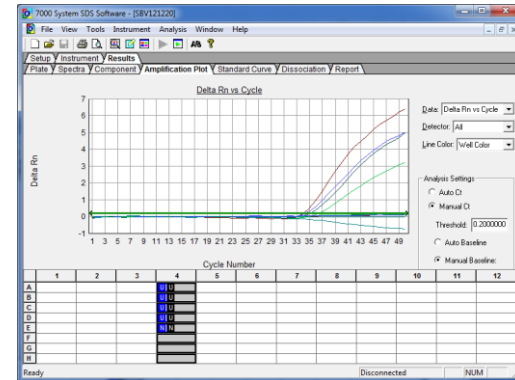 7000 System SDS Software - [SBV121220]
File View Tools Instrument Analysis Window Help
Setup Instrument Results
Plate Spectra Component Amplification Plot Standard Curve Dissociation Report
Delta Rn vs Cycle
Delta Rn
7
6
5
4
3
2
1
0
-1
1 3 5 7 9 11 13 15 17 19 21 23 25 27 29 31 33 35 37 39 41 43 45 47 49
Cycle Number
Data: Delta Rn vs Cycle
Detector: All
Line Color: Well Color
Analysis Settings
Auto Ct
Manual Ct
Threshold: 0.2000000
Auto Baseline
Manual Baseline:
1 2 3 4 5 6 7 8 9 10 11 12
A U U
B U U
C U U
D U U
E N N
F
G
H
Ready Disconnected NUM